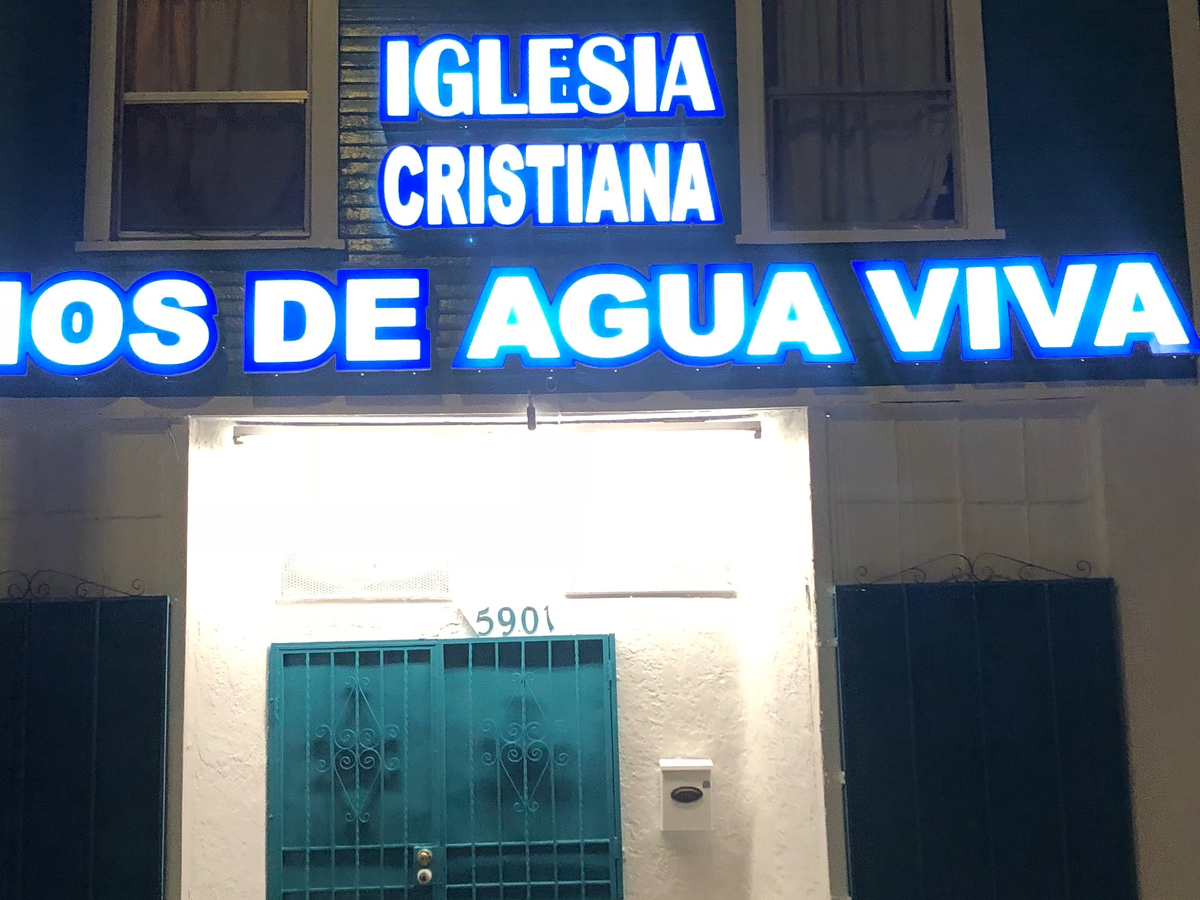 IGLESIA
CRISTIANA
IOS DE AGUA VIVA
5901